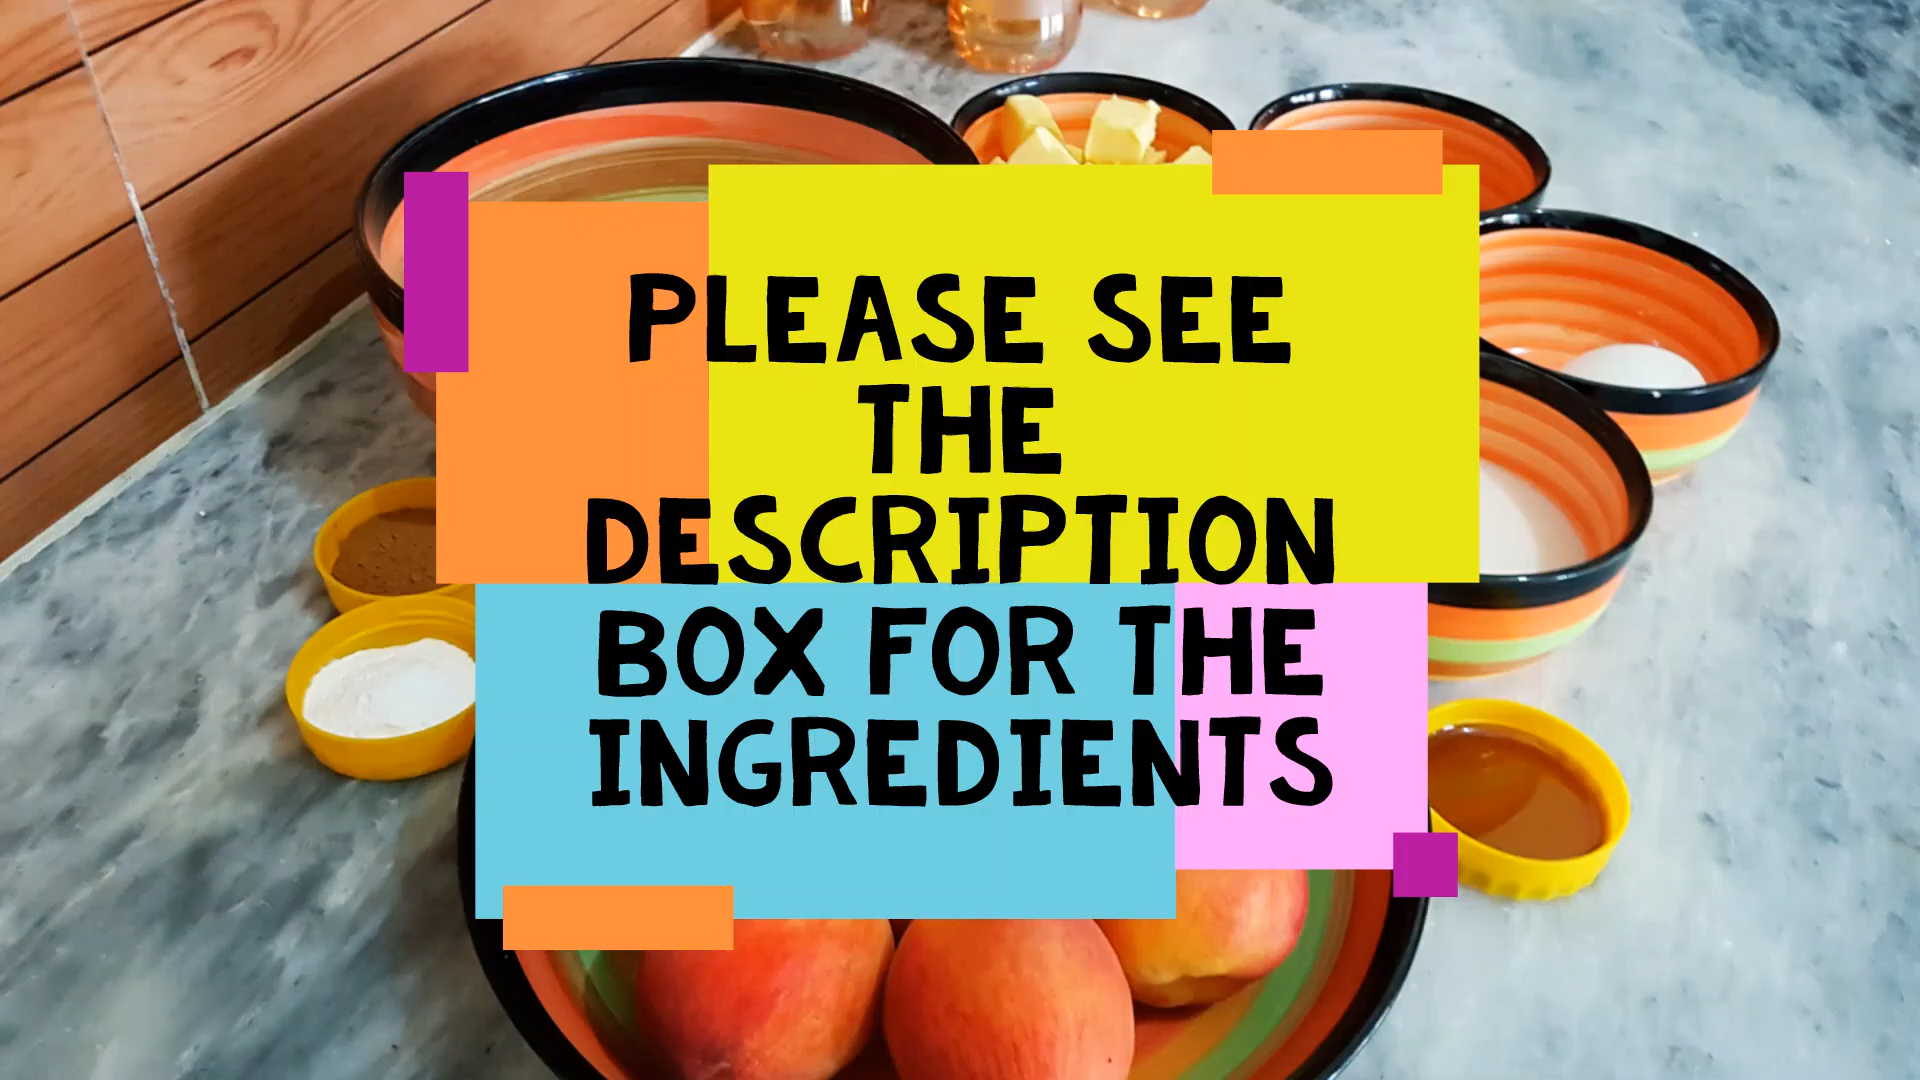 PLEASE SEE
THE
DESCRIPTION
BOX FOR THE
INGREDIENTS